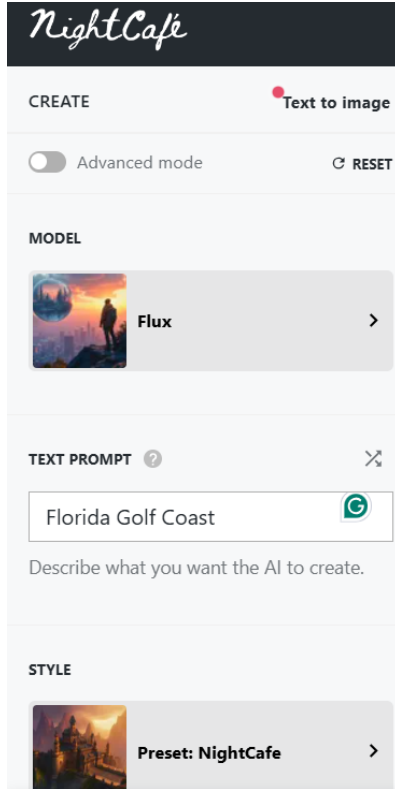 NightCafé
CREATE Text to image
Advanced mode RESET
MODEL
Flux
TEXT PROMPT ?
Florida Golf Coast G
Describe what you want the AI to create.
STYLE
Preset: NightCafe